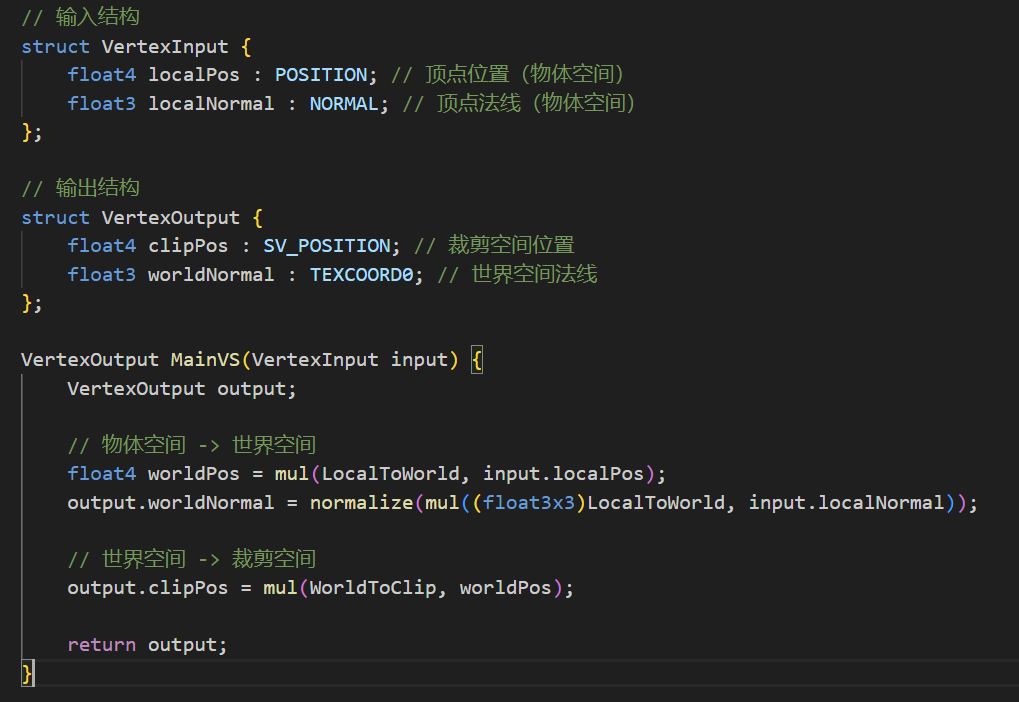 // 输入结构
struct VertexInput {
    float4 localPos : POSITION; // 顶点位置（物体空间）
    float3 localNormal : NORMAL; // 顶点法线（物体空间）
};

// 输出结构
struct VertexOutput {
    float4 clipPos : SV_POSITION; // 裁剪空间位置
    float3 worldNormal : TEXCOORD0; // 世界空间法线
};

VertexOutput MainVS(VertexInput input) {
    VertexOutput output;

    // 物体空间 -> 世界空间
    float4 worldPos = mul(LocalToWorld, input.localPos);
    output.worldNormal = normalize(mul((float3x3)LocalToWorld, input.localNormal));

    // 世界空间 -> 裁剪空间
    output.clipPos = mul(WorldToClip, worldPos);

    return output;
}